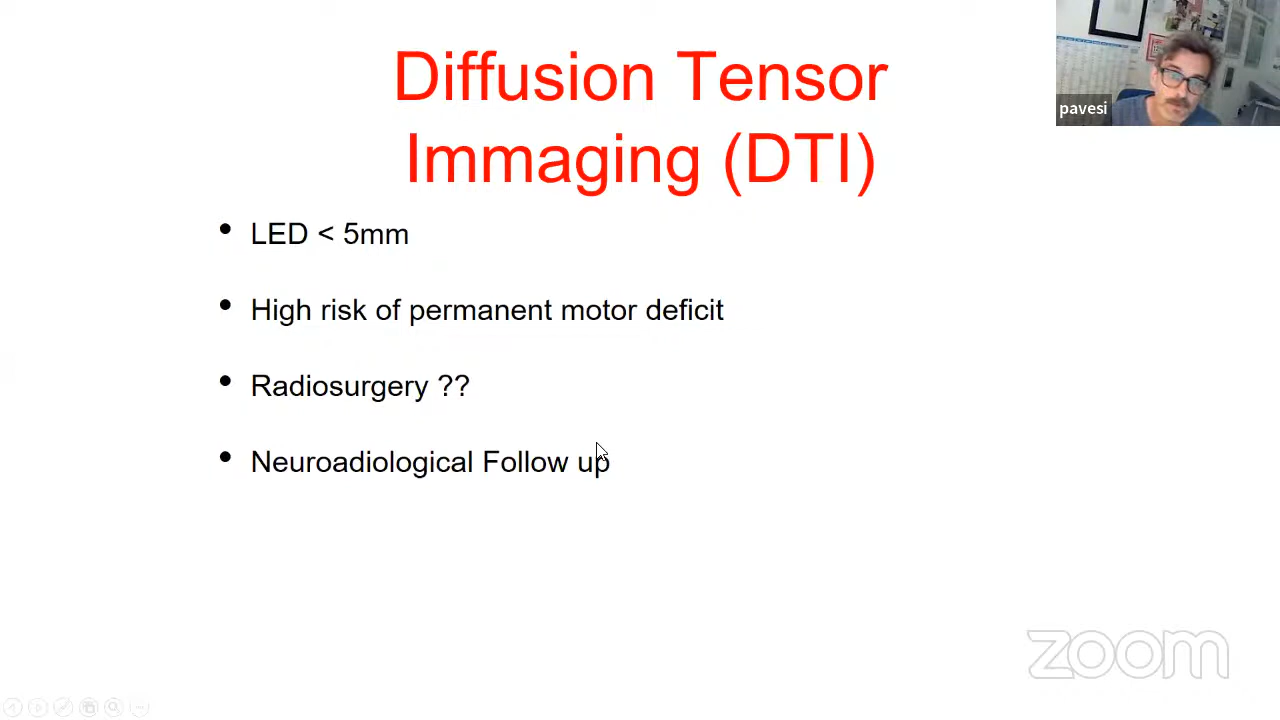 Diffusion Tensor
Immaging (DTI)
pavesi
• LED < 5mm
• High risk of permanent motor deficit
• Radiosurgery ??
• Neuroadiological Follow up
zoom